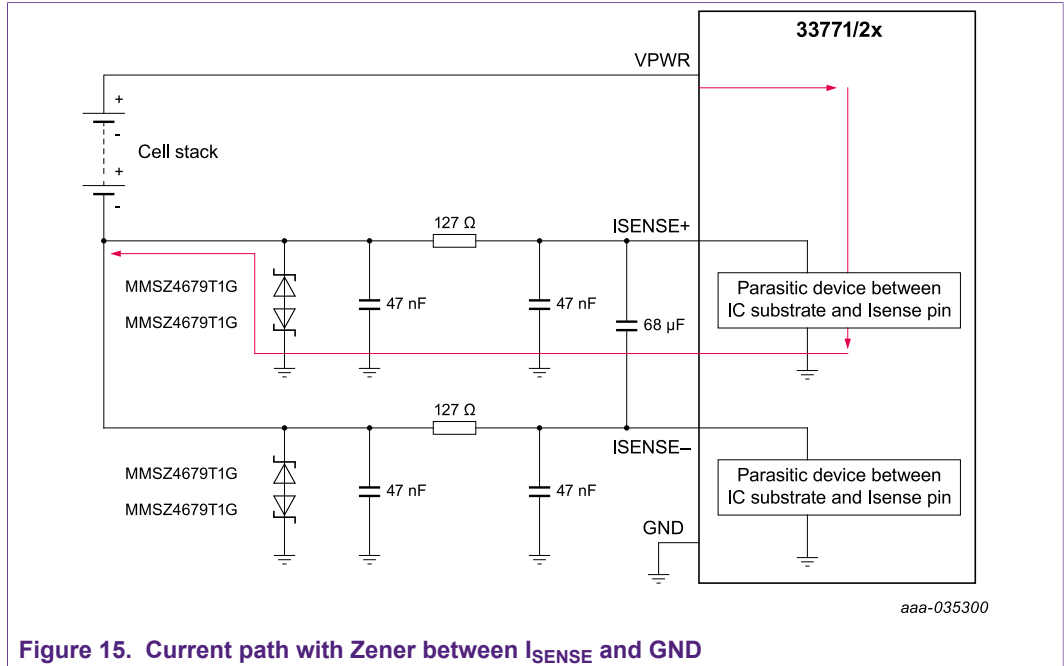 33771/2x
VPWR
+
-
Cell stack
+
-
127 Ω
ISENSE+
MMSZ4679T1G
MMSZ4679T1G
47 nF
47 nF
68 µF
Parasitic device between
IC substrate and Isense pin
127 Ω
ISENSE–
MMSZ4679T1G
MMSZ4679T1G
47 nF
47 nF
Parasitic device between
IC substrate and Isense pin
GND
aaa-035300
Figure 15. Current path with Zener between ISENSE and GND